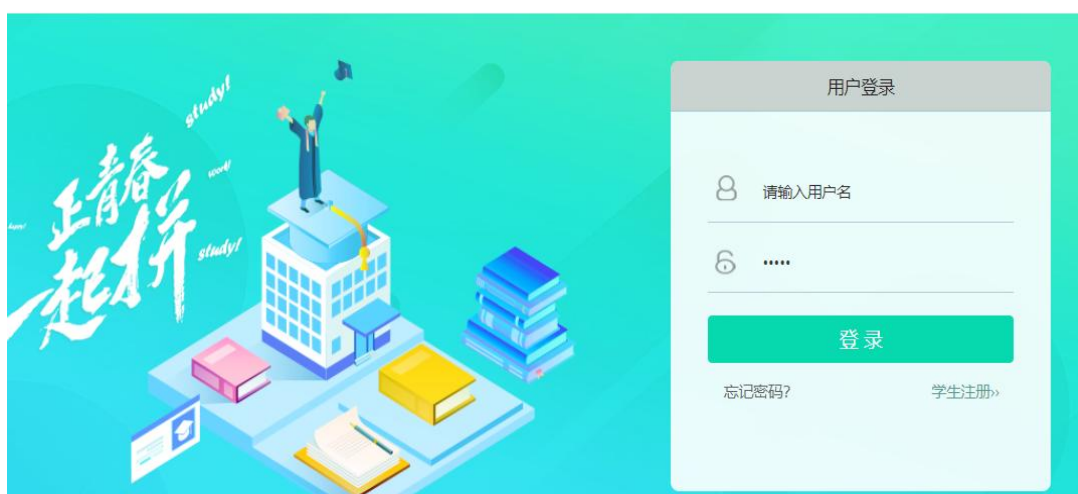 正青春
一起拼
study!
word!
happy!
study!
用户登录
请输入用户名
•••••
登录
忘记密码?
学生注册»